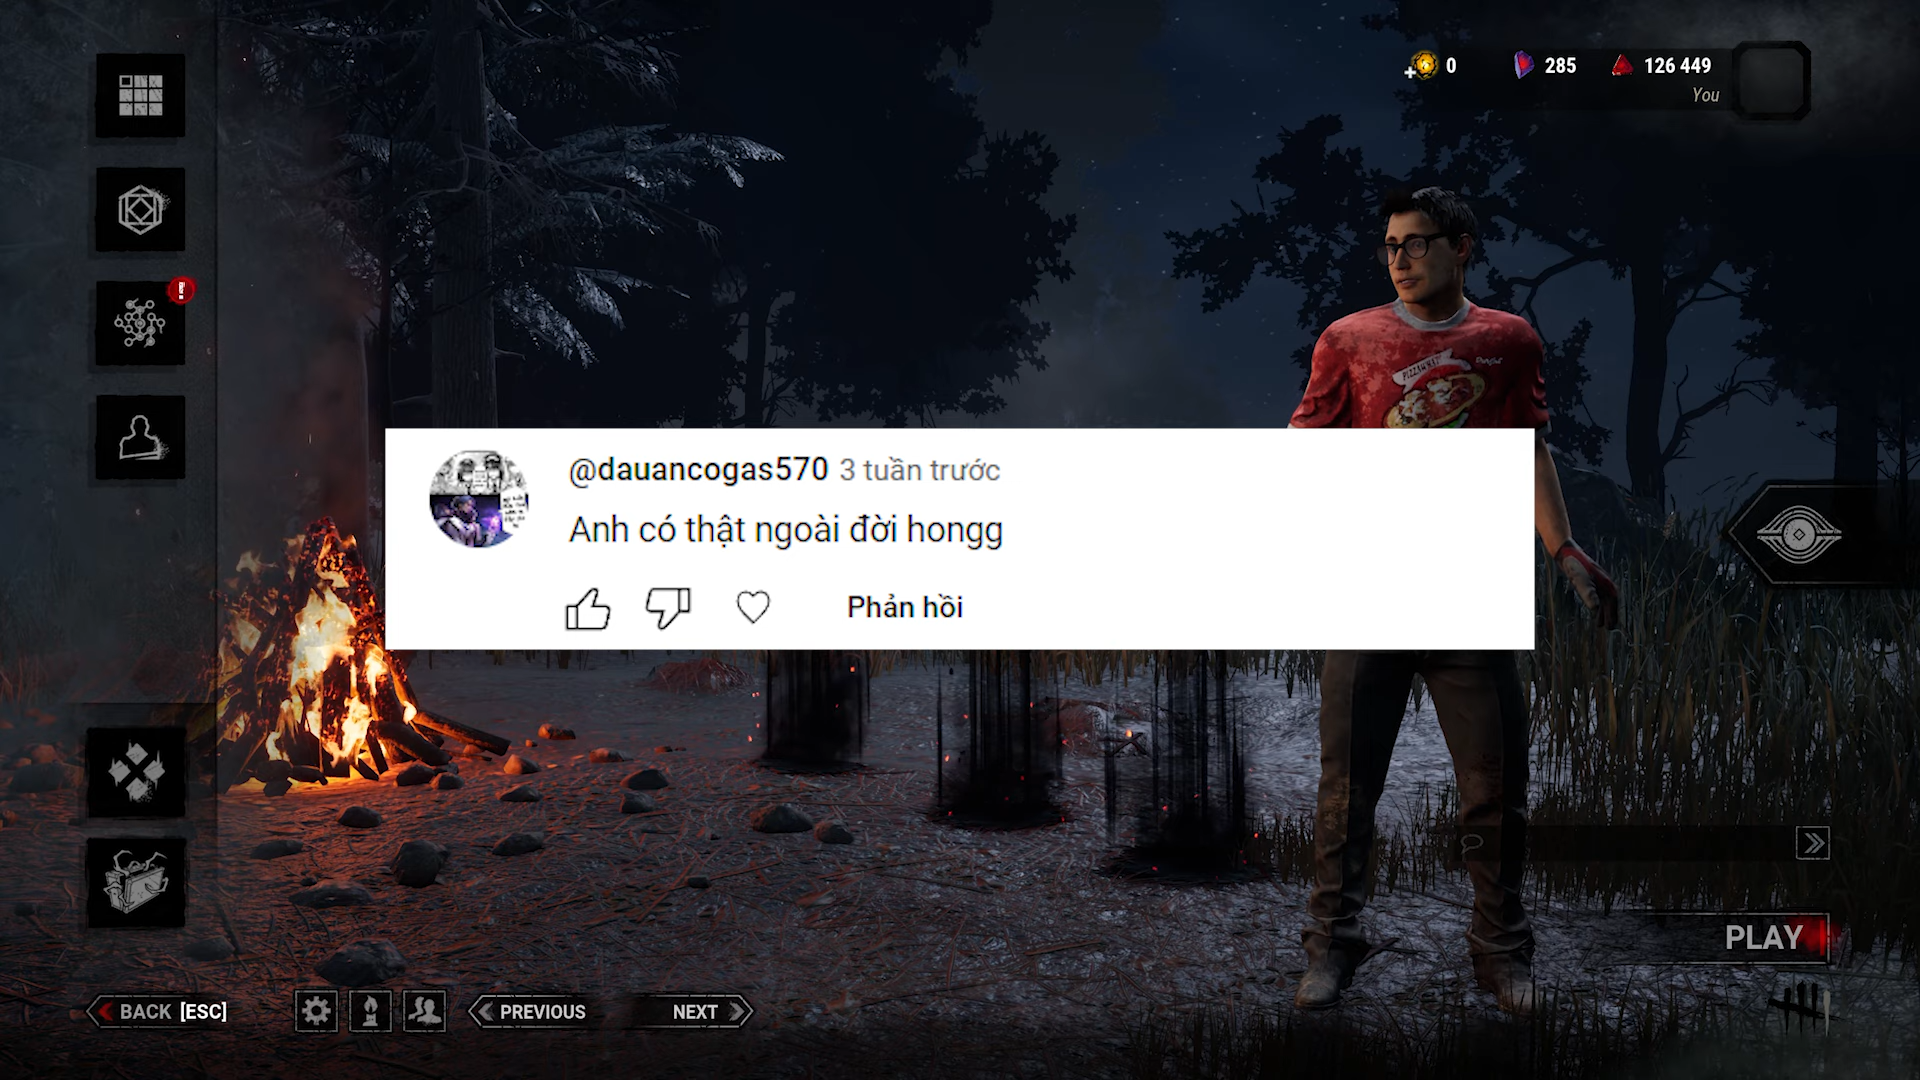 0
285
126 449
You
PIZZAWHAT
@dauancogas570 3 tuần trước
Anh có thật ngoài đời hongg
Phản hồi
PLAY
BACK [ESC]
PREVIOUS
NEXT